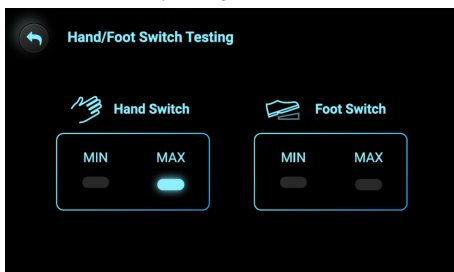 Hand/Foot Switch Testing
Hand Switch
Foot Switch
MIN MAX
MIN MAX